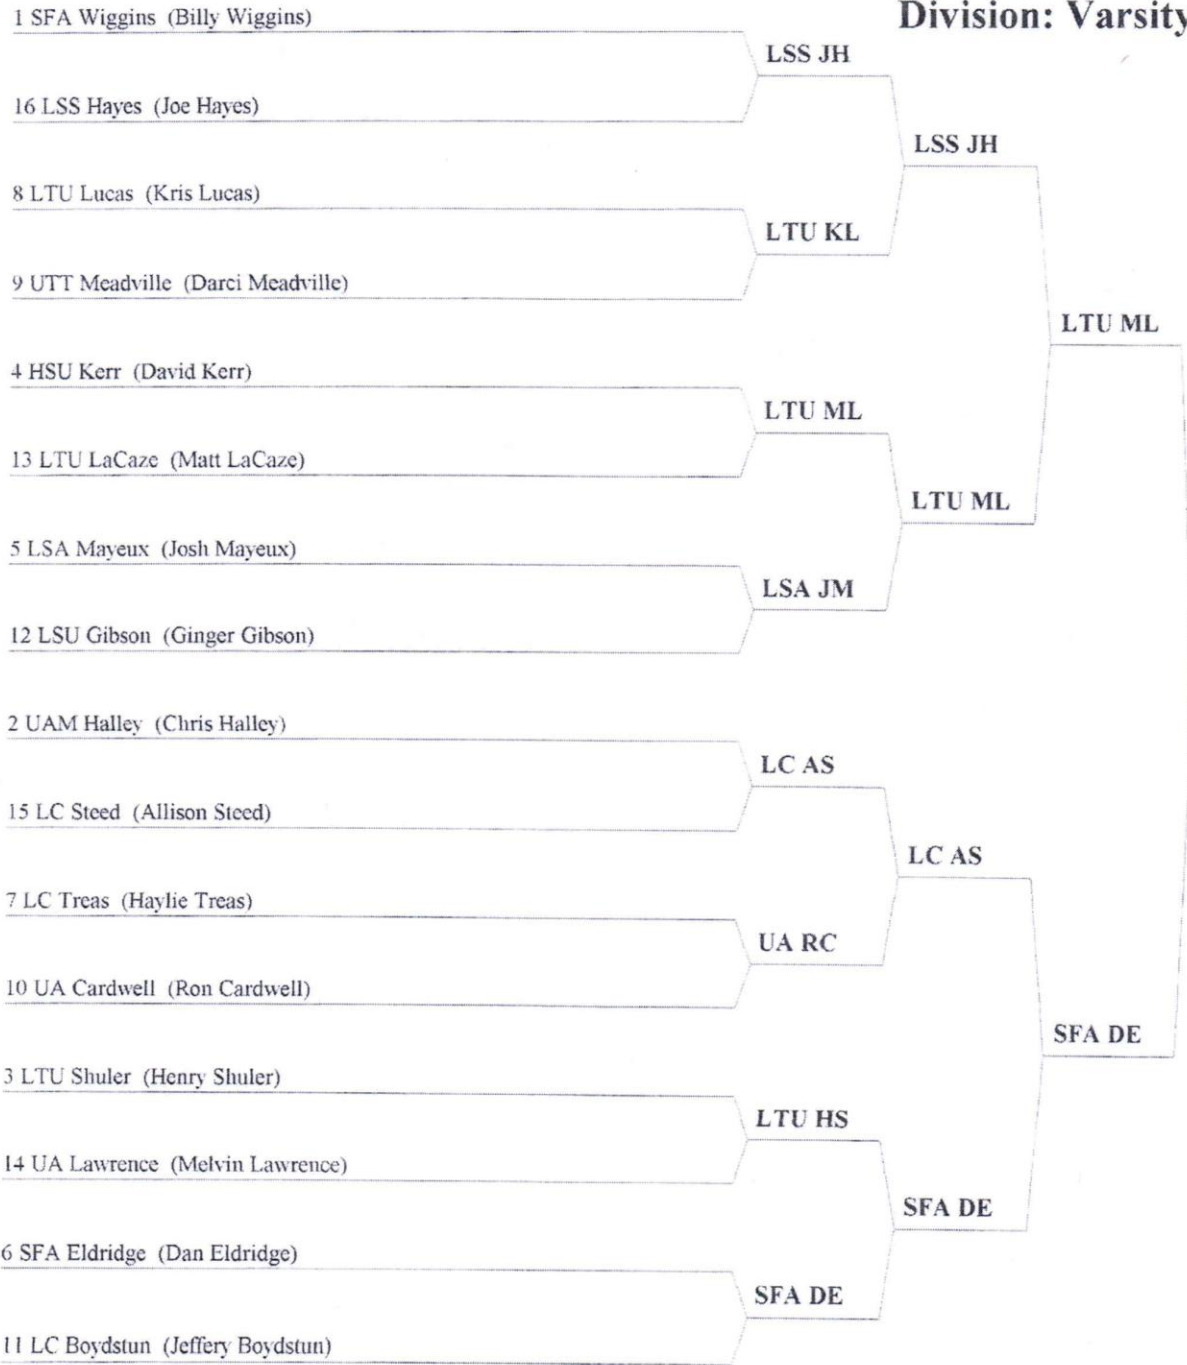 Division: Varsity
1 SFA Wiggins (Billy Wiggins)
LSS JH
16 LSS Hayes (Joe Hayes)
LSS JH
8 LTU Lucas (Kris Lucas)
LTU KL
9 UTT Meadville (Darci Meadville)
LTU ML
4 HSU Kerr (David Kerr)
LTU ML
13 LTU LaCaze (Matt LaCaze)
LTU ML
5 LSA Mayeux (Josh Mayeux)
LSA JM
12 LSU Gibson (Ginger Gibson)
2 UAM Halley (Chris Halley)
LC AS
15 LC Steed (Allison Steed)
LC AS
7 LC Treas (Haylie Treas)
UA RC
10 UA Cardwell (Ron Cardwell)
SFA DE
3 LTU Shuler (Henry Shuler)
LTU HS
14 UA Lawrence (Melvin Lawrence)
SFA DE
6 SFA Eldridge (Dan Eldridge)
SFA DE
11 LC Boydstun (Jeffery Boydstun)